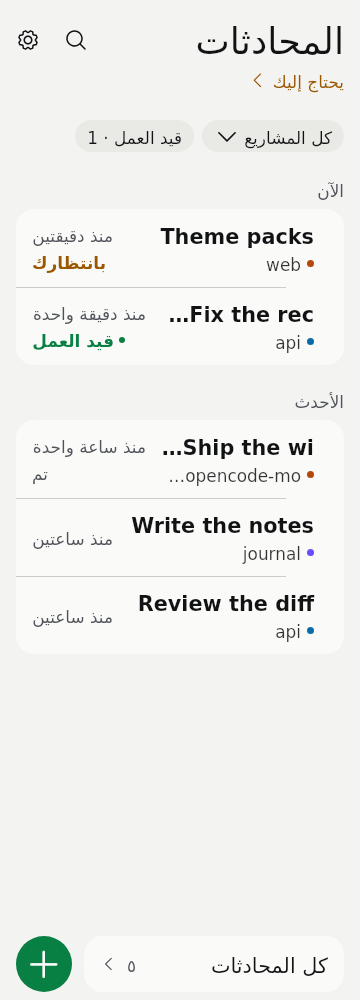 المحادثات
يحتاج إليك
كل المشاريع
قيد العمل · 1
الآن
Theme packs
منذ دقيقتين
web
بانتظارك
Fix the rec…
منذ دقيقة واحدة
api
قيد العمل
الأحدث
Ship the wi…
منذ ساعة واحدة
opencode-mo…
تم
Write the notes
منذ ساعتين
journal
Review the diff
منذ ساعتين
api
كل المحادثات
٥